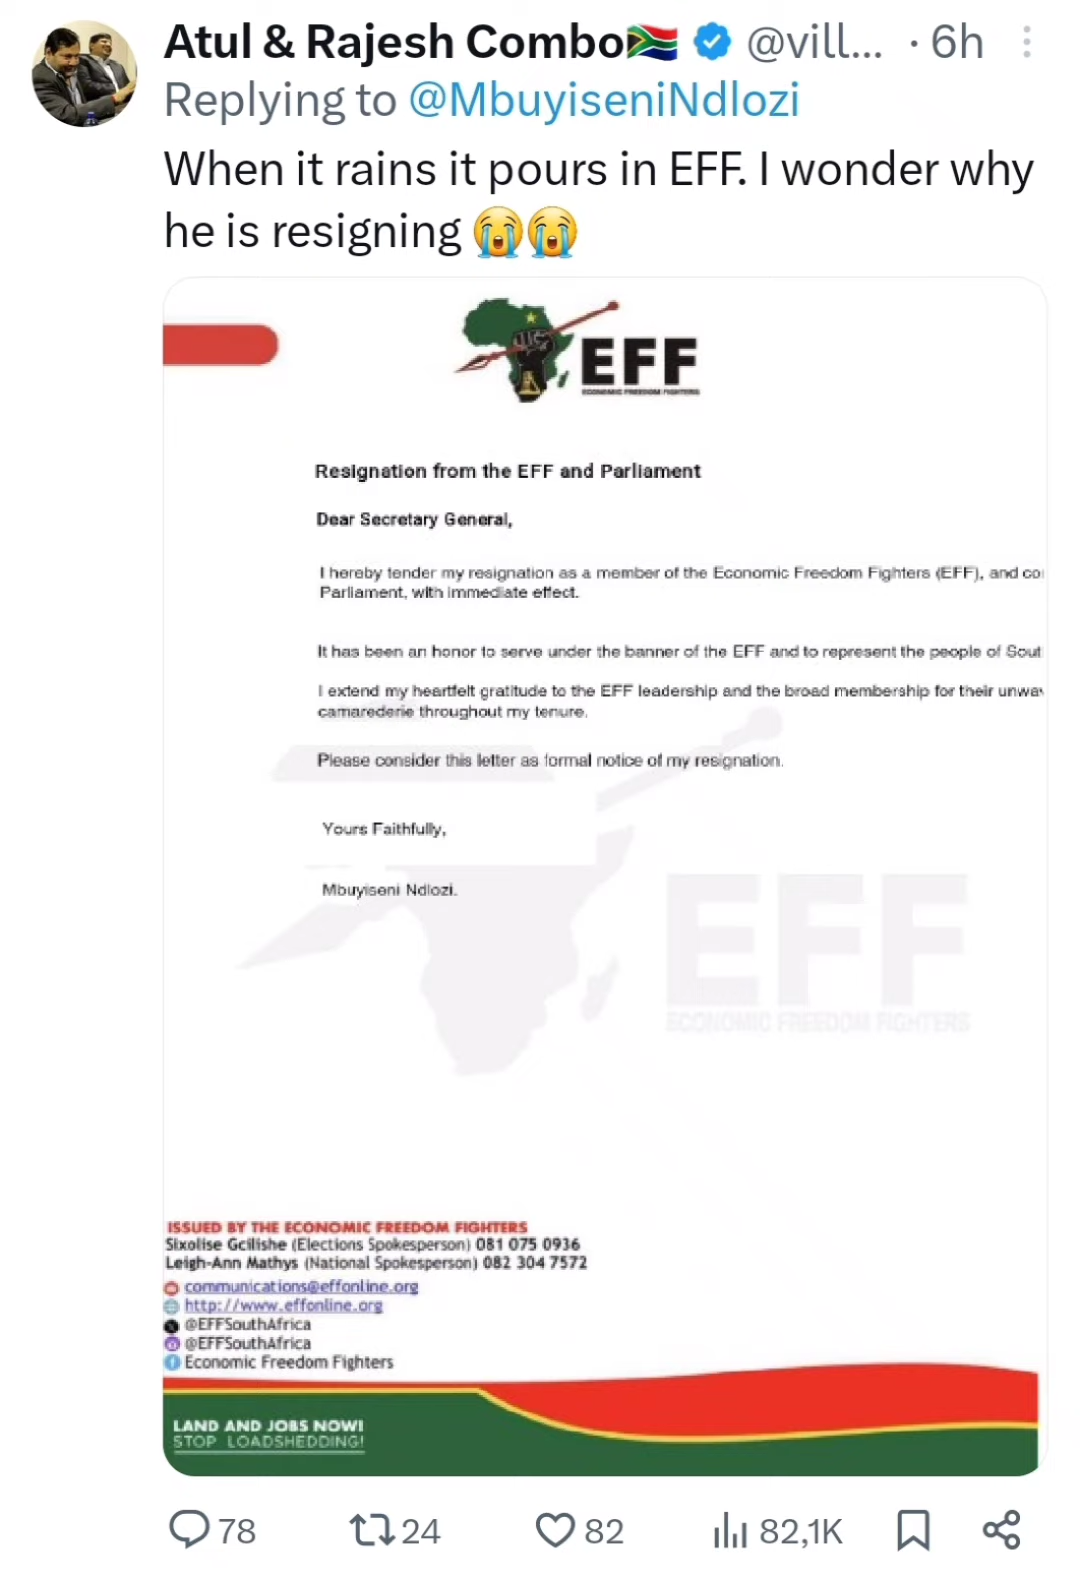 Atul & Rajesh Combo🇿🇦 @vill... · 6h
Replying to @MbuyiseniNdlozi
When it rains it pours in EFF. I wonder why
he is resigning 😭😭
EFF
ECONOMIC FREEDOM FIGHTERS
Resignation from the EFF and Parliament
Dear Secretary General,
I hereby tender my resignation as a member of the Economic Freedom Fighters (EFF), and co
Parliament, with immediate effect.
It has been an honor to serve under the banner of the EFF and to represent the people of Sout
I extend my heartfelt gratitude to the EFF leadership and the broad membership for their unwa
camarederie throughout my tenure.
Please consider this letter as formal notice of my resignation.
Yours Faithfully,
Mbuyiseni Ndlozi.
EFF
ECONOMIC FREEDOM FIGHTERS
ISSUED BY THE ECONOMIC FREEDOM FIGHTERS
Sixolise Gcilishe (Elections Spokesperson) 081 075 0936
Leigh-Ann Mathys (National Spokesperson) 082 304 7572
communications@effonline.org
http://www.effonline.org
@EFFSouthAfrica
@EFFSouthAfrica
Economic Freedom Fighters
LAND AND JOBS NOW!
STOP LOADSHEDDING!
78 24 82 82,1K